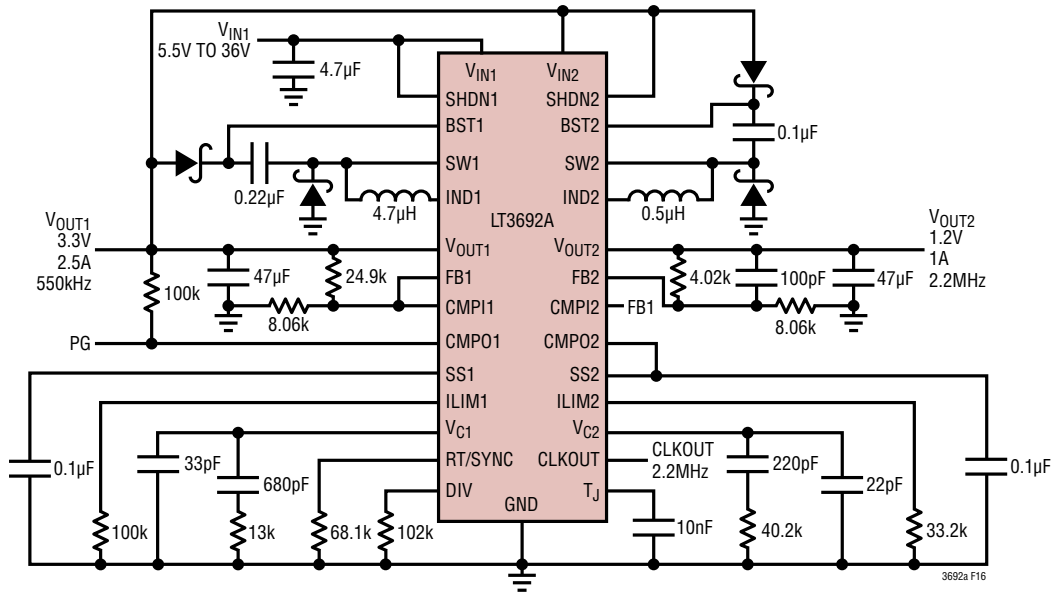 VIN1
5.5V TO 36V
4.7µF
VIN1
VIN2
SHDN1
SHDN2
BST1
BST2
0.1µF
SW1
SW2
0.22µF
IND1
IND2
4.7µH
0.5µH
LT3692A
VOUT1
3.3V
2.5A
550kHz
VOUT1
VOUT2
VOUT2
1.2V
1A
2.2MHz
100k
47µF
24.9k
FB1
FB2
4.02k
100pF
47µF
8.06k
CMPI1
CMPI2
FB1
8.06k
PG
CMPO1
CMPO2
SS1
SS2
ILIM1
ILIM2
VC1
VC2
0.1µF
33pF
680pF
RT/SYNC
CLKOUT
CLKOUT
2.2MHz
220pF
22pF
0.1µF
DIV
TJ
GND
100k
13k
68.1k
102k
10nF
40.2k
33.2k
3692a F16